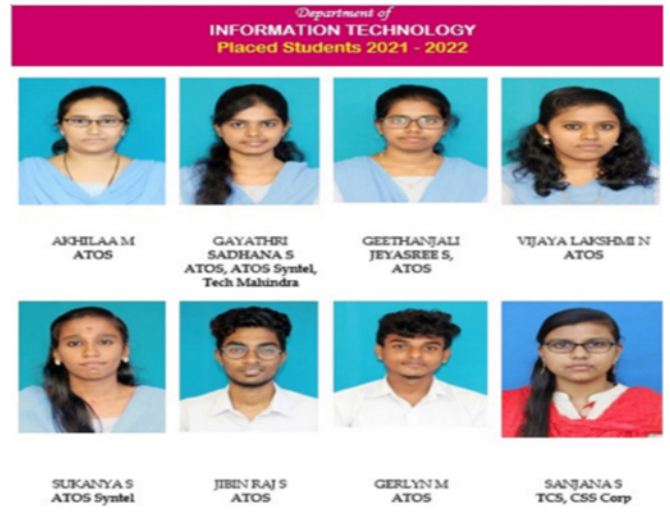 Department of
INFORMATION TECHNOLOGY
Placed Students 2021 - 2022
AKHILAA M
ATOS
GAYATHRI
SADHANA S
ATOS, ATOS Syntel,
Tech Mahindra
GEETHANJALI
JEYASREE S,
ATOS
VIJAYA LAKSHMI N
ATOS
SUKANYA S
ATOS Syntel
JIBIN RAJ S
ATOS
GERLYN M
ATOS
SANJANA S
TCS, CSS Corp